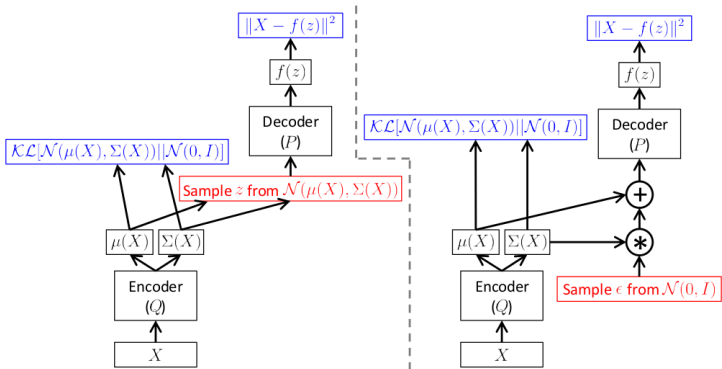 ‖X − f(z)‖²
f(z)
Decoder
(P)
𝒦ℒ[𝒩(μ(X), Σ(X))||𝒩(0, I)]
Sample z from 𝒩(μ(X), Σ(X))
μ(X)
Σ(X)
Encoder
(Q)
X
‖X − f(z)‖²
f(z)
Decoder
(P)
𝒦ℒ[𝒩(μ(X), Σ(X))||𝒩(0, I)]
+
μ(X)
Σ(X)
*
Encoder
(Q)
Sample ϵ from 𝒩(0, I)
X